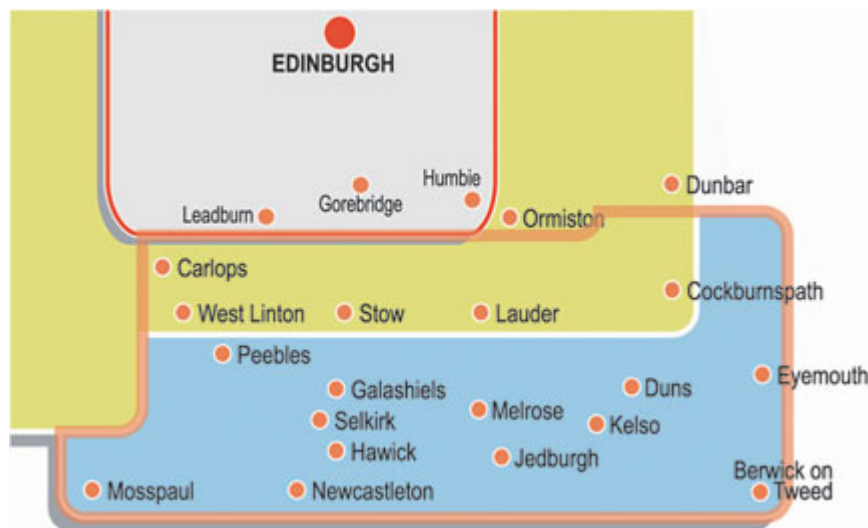 EDINBURGH
Humbie
Dunbar
Gorebridge
Leadburn
Ormiston
Carlops
Cockburnspath
West Linton
Stow
Lauder
Peebles
Eyemouth
Galashiels
Duns
Melrose
Selkirk
Kelso
Hawick
Jedburgh
Berwick on
Tweed
Mosspaul
Newcastleton